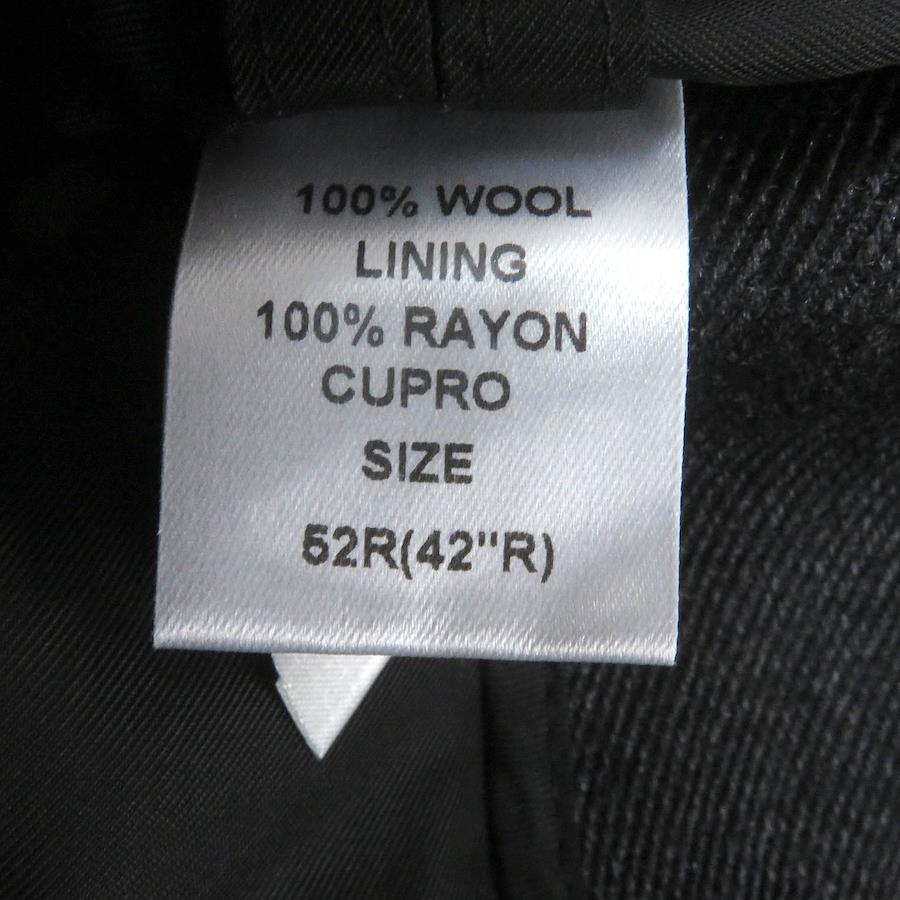 100% WOOL
LINING
100% RAYON
CUPRO
SIZE
52R(42"R)